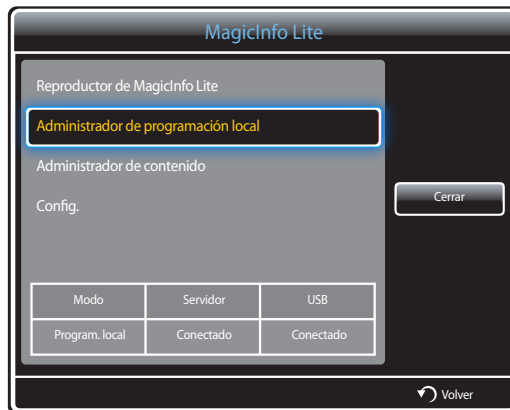 MagicInfo Lite
Reproductor de MagicInfo Lite
Administrador de programación local
Administrador de contenido
Config.
Cerrar
Modo Servidor USB
Program. local Conectado Conectado
Volver